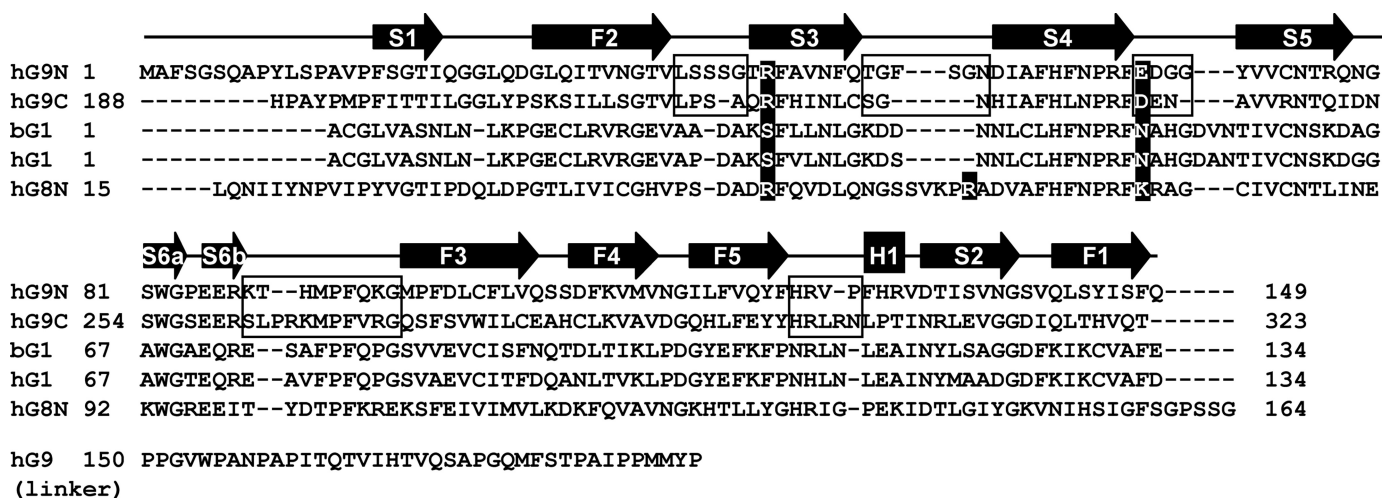 S1 F2 S3 S4 S5
hG9N 1 MAFSGSQAPYLSPAVPFSGTIQGGLQDGLQITVNGTVLSSSGTRFAVNFQTGF---SGNDIAFHFNPRFEDGG---YVVCNTRQNG
hG9C 188 -----------HPAYPMPFITTILGGLYPSKSILLSGTVLPS-AQRFHINLCSG------NHIAFHLNPRFDEN----AVVRNTQIDN
bG1 1 ----------------ACGLVASNLNL-LKPGECLRVRGEVAA-DAKSFLLNLGKDD-----NNLCLHFNPRFNAHGDVNTIVCNSKDAG
hG1 1 ----------------ACGLVASNLNL-LKPGECLRVRGEVAP-DAKSFVLNLGKDS-----NNLCLHFNPRFNAHGDANTIVCNSKDGG
hG8N 15 ------LQNIIYNPVIPYVGTIPDQLDPGTLIVICGHVPS-DADRFQVDLQNGSSVKPRADVAFHFNPRFKRAG---CIVCNTLINE
S6a S6b F3 F4 F5 H1 S2 F1
hG9N 81 SWGPEERKT--HMPFQKGMPFDLCFLVQSSDFKVMVNGILFVQYFHRV-PFHRVDTISVNGSVQLSYISFQ 149
hG9C 254 SWGSEERSLPRKMPFVRGQSFSVWILCEAHCLKVAVDGQHLFEYYHRLRNLPTINRLEVGGDIQLTHVQT------ 323
bG1 67 AWGAEQRE--SAFPFQPGSVVEVCISFNQTDLTIKLPDGYEFKFPNRLN-LEAINYLSAGGDFKIKCVAFE----- 134
hG1 67 AWGTEQRE--AVFPFQPGSVAEVCITFDQANLTVKLPDGYEFKFPNHLN-LEAINYMAADGDFKIKCVAFD----- 134
hG8N 92 KWGREEIT--YDTPFKREKSFEIVIMVLKDKFQVAVNGKHTLLYGHRIG-PEKIDTLGIYGKVNIHSIGFSGPSSG 164
hG9 150 PPGVWPANPAPITQTVIHTVQSAPGQMFSTPAIPPMMYP
(linker)